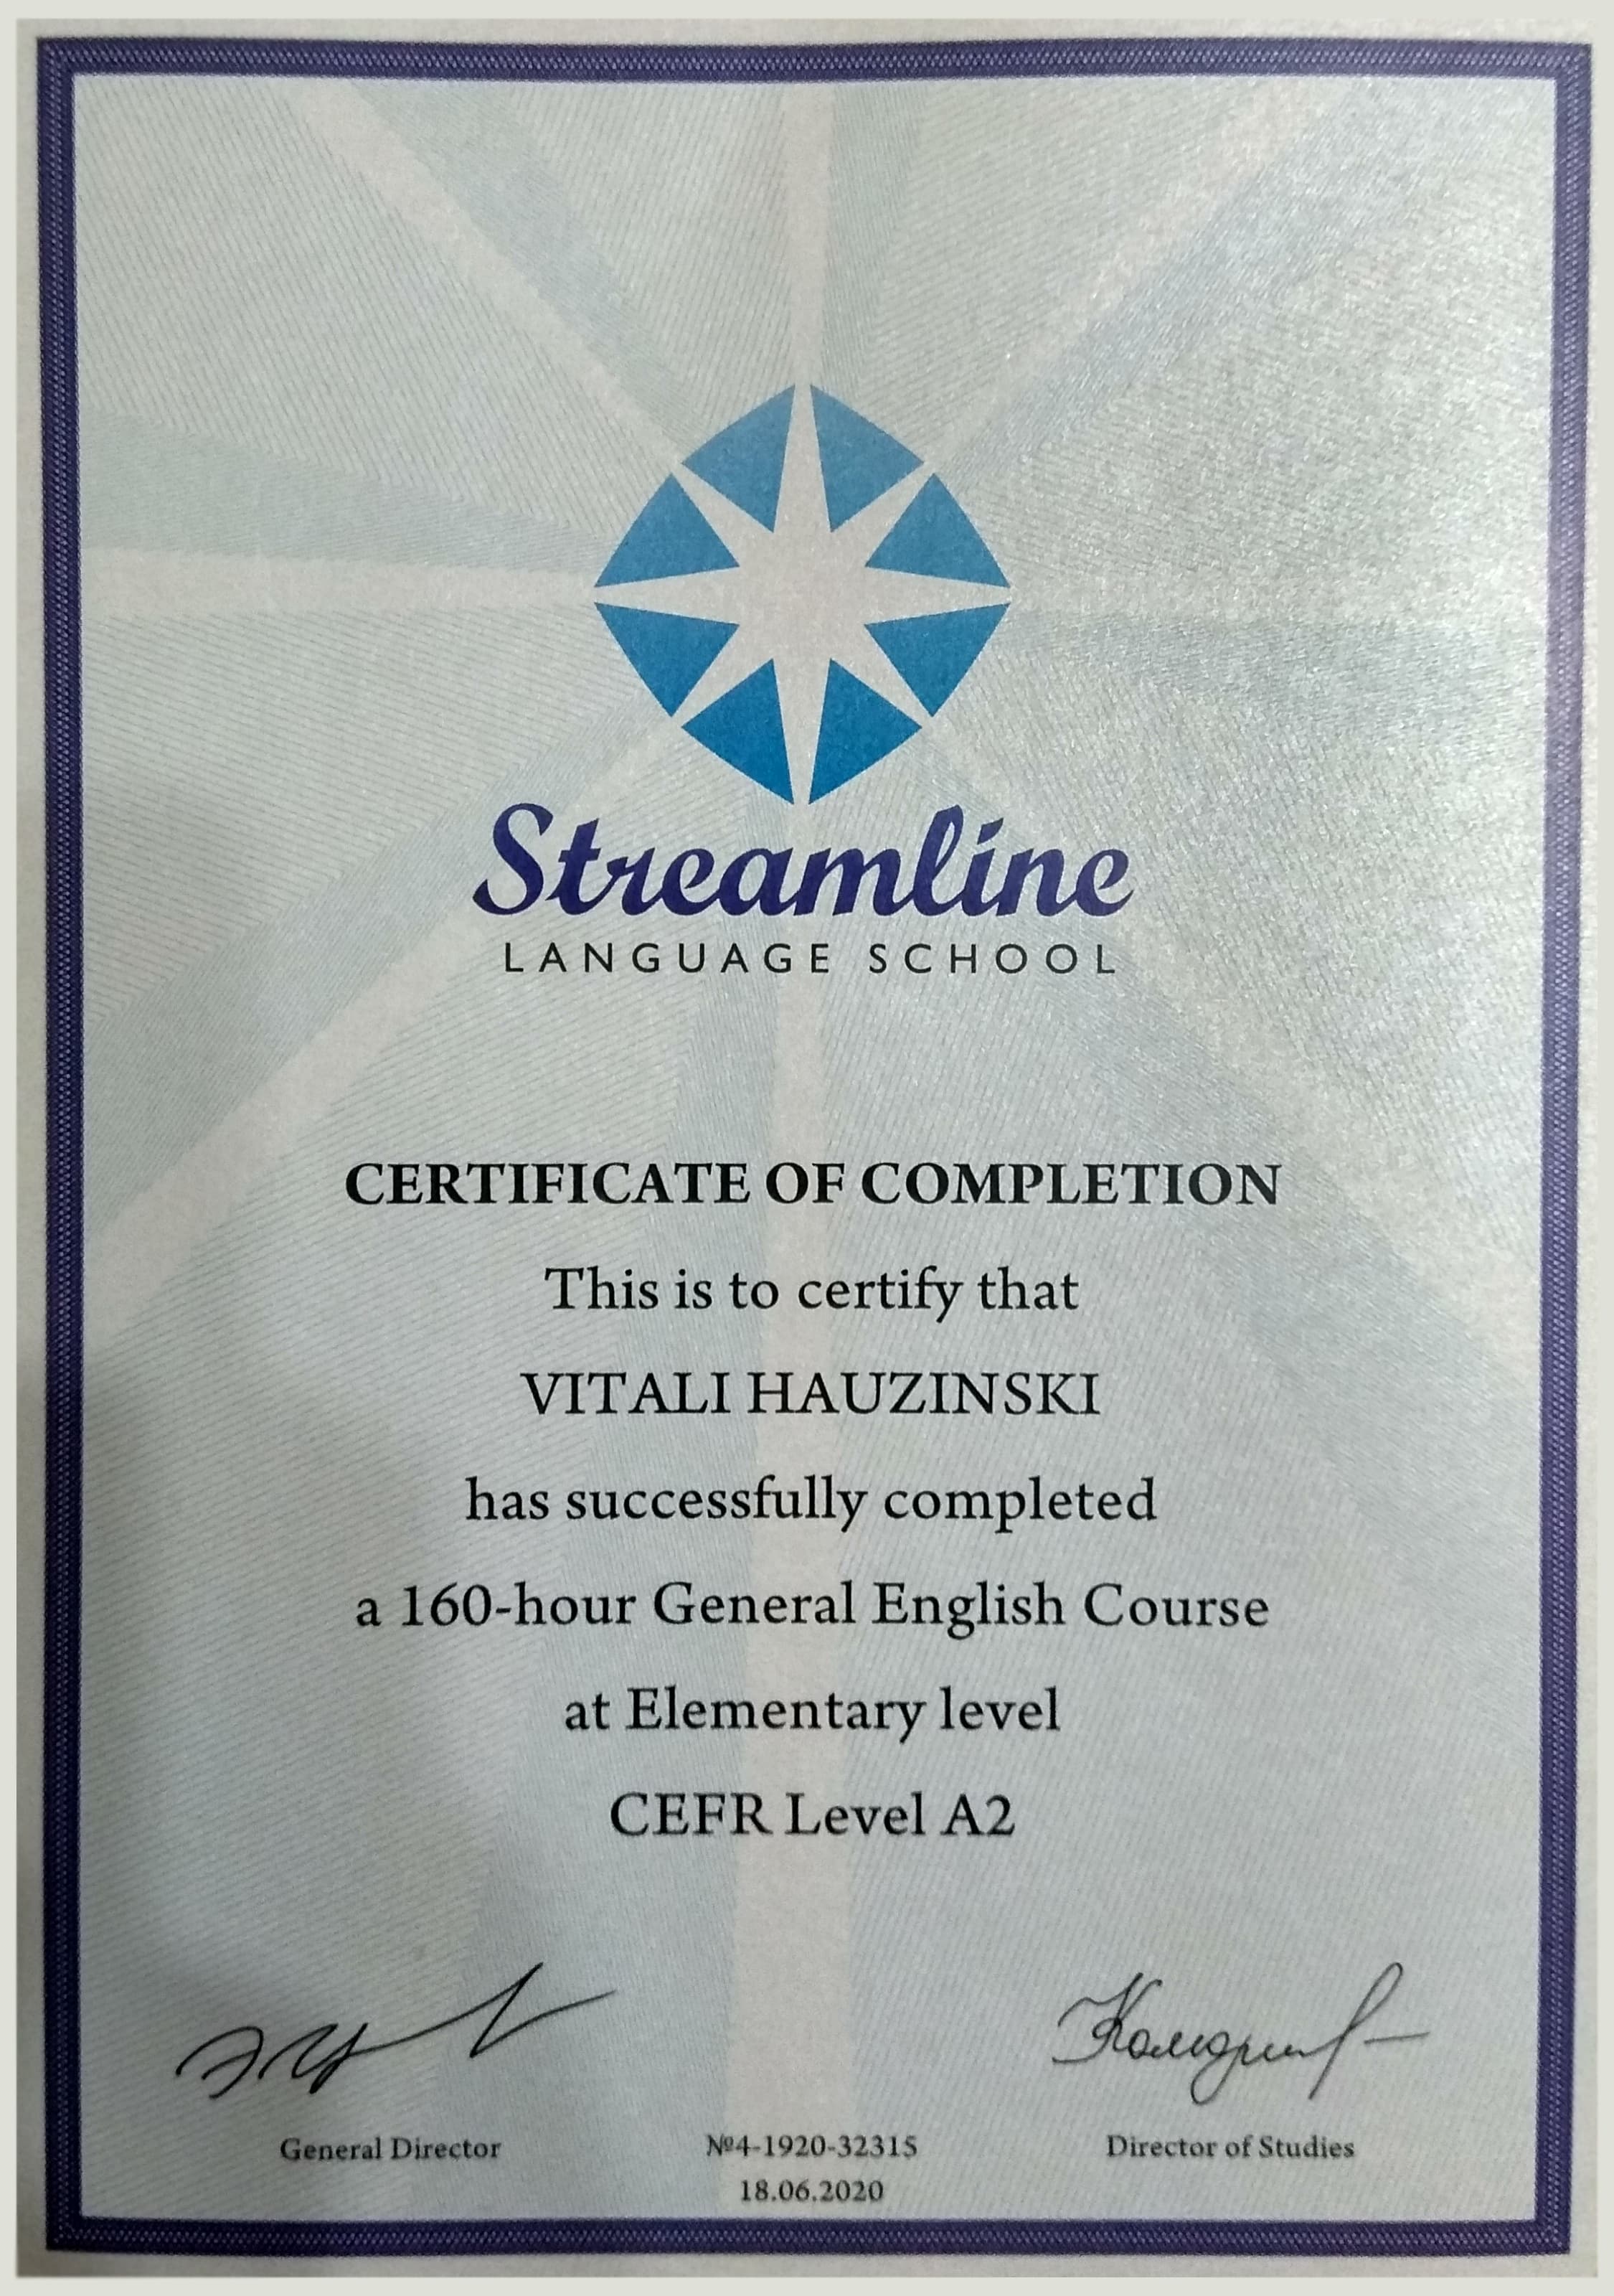 Streamline
LANGUAGE SCHOOL
CERTIFICATE OF COMPLETION
This is to certify that
VITALI HAUZINSKI
has successfully completed
a 160-hour General English Course
at Elementary level
CEFR Level A2
General Director
№4-1920-32315
Director of Studies
18.06.2020